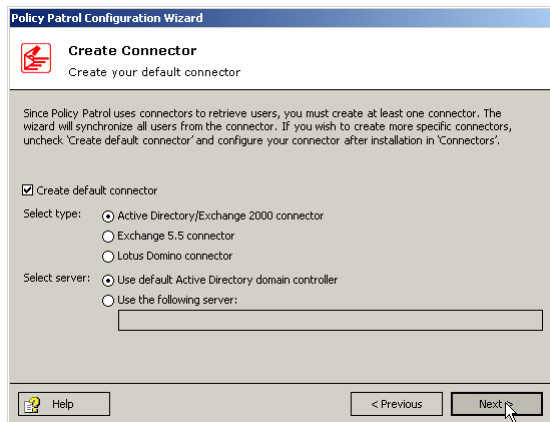 Policy Patrol Configuration Wizard
Create Connector
Create your default connector
Since Policy Patrol uses connectors to retrieve users, you must create at least one connector. The
wizard will synchronize all users from the connector. If you wish to create more specific connectors,
uncheck 'Create default connector' and configure your connector after installation in 'Connectors'.
Create default connector
Select type: Active Directory/Exchange 2000 connector
Exchange 5.5 connector
Lotus Domino connector
Select server: Use default Active Directory domain controller
Use the following server:
Help < Previous Next >